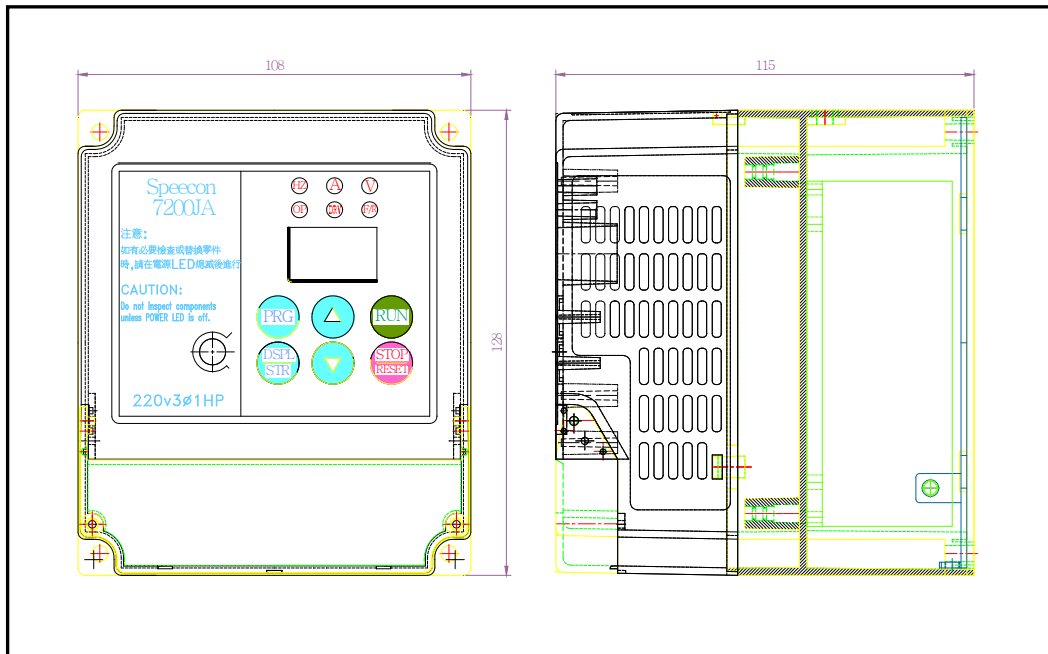 108
115
Speecon
7200JA
HZ A V
OP DRV F/R
注意:
如有必要檢查或替換零件
時,請在電源LED熄滅後進行
CAUTION:
Do not Inspect components
unless POWER LED is off.
PRG
RUN
DSPL
STR
STOP
RESET
128
220v3ø1HP